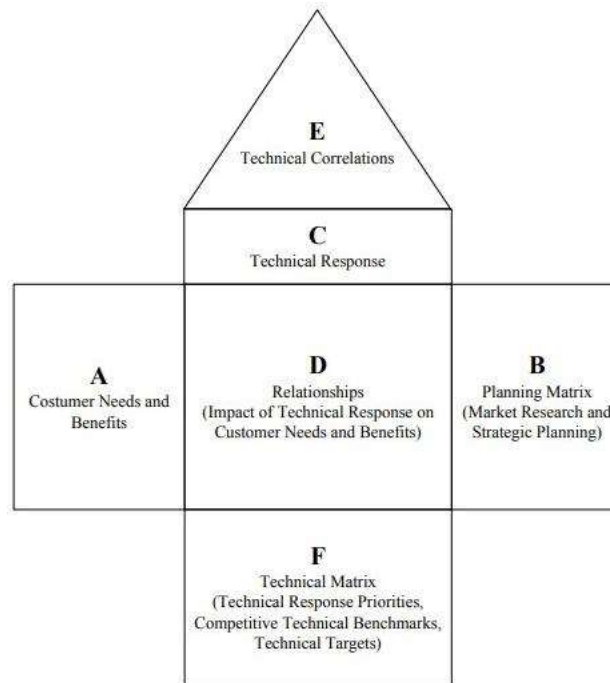 E
Technical Correlations
C
Technical Response
A
Costumer Needs and
Benefits
D
Relationships
(Impact of Technical Response on
Customer Needs and Benefits)
B
Planning Matrix
(Market Research and
Strategic Planning)
F
Technical Matrix
(Technical Response Priorities,
Competitive Technical Benchmarks,
Technical Targets)